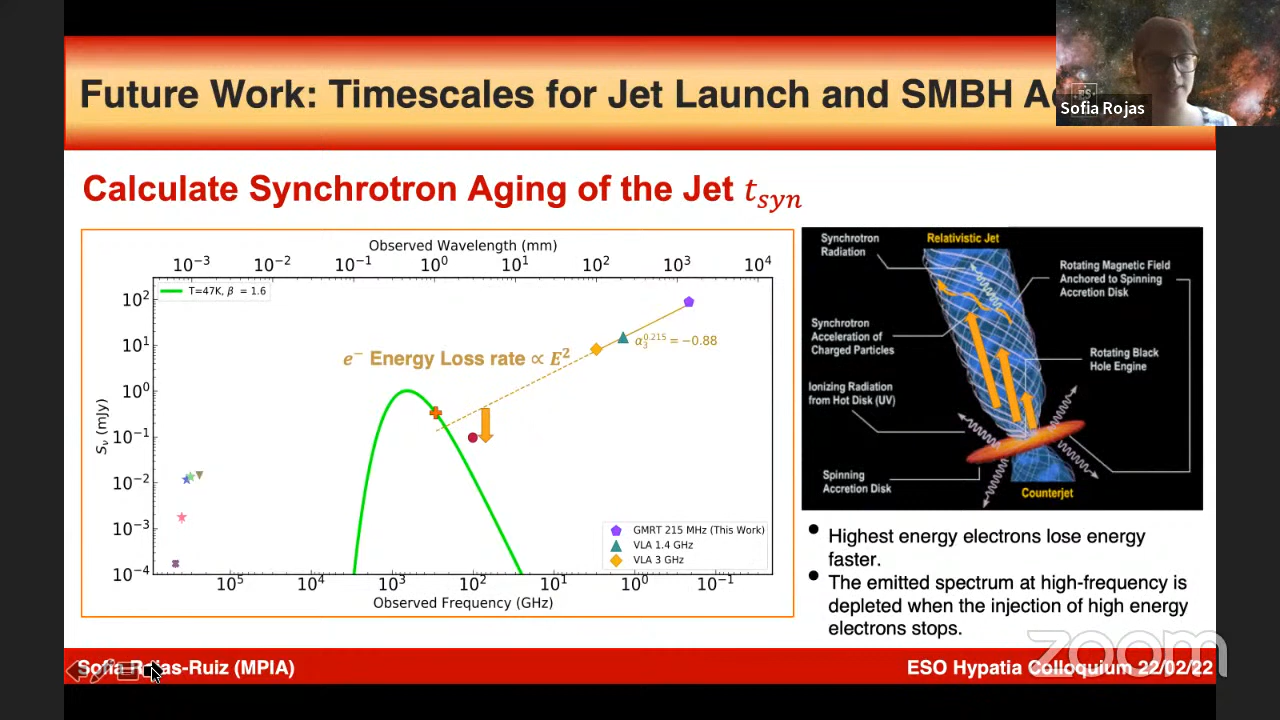 Future Work: Timescales for Jet Launch and SMBH A
Sofia Rojas
Calculate Synchrotron Aging of the Jet t_syn
Observed Wavelength (mm)
10⁻³ 10⁻² 10⁻¹ 10⁰ 10¹ 10² 10³ 10⁴
T=47K, β = 1.6
10²
10¹
10⁰
10⁻¹
10⁻²
10⁻³
10⁻⁴
S_ν (mJy)
e⁻ Energy Loss rate ∝ E²
α₃^0.215 = −0.88
GMRT 215 MHz (This Work)
VLA 1.4 GHz
VLA 3 GHz
10⁵ 10⁴ 10³ 10² 10¹ 10⁰ 10⁻¹
Observed Frequency (GHz)
Synchrotron
Radiation
Relativistic Jet
Rotating Magnetic Field
Anchored to Spinning
Accretion Disk
Synchrotron
Acceleration of
Charged Particles
Rotating Black
Hole Engine
Ionizing Radiation
from Hot Disk (UV)
Spinning
Accretion Disk
Counterjet
• Highest energy electrons lose energy
faster.
• The emitted spectrum at high-frequency is
depleted when the injection of high energy
electrons stops.
Sofia Rojas-Ruiz (MPIA)
ESO Hypatia Colloquium 22/02/22
zoom